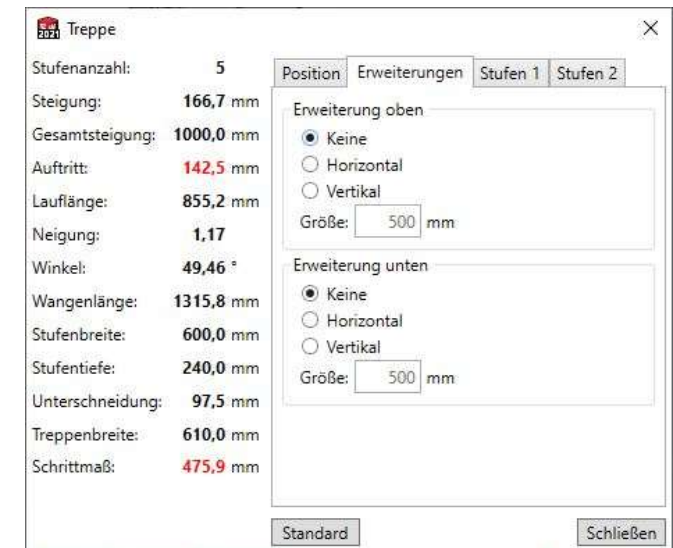 2021 Treppe
Stufenanzahl: 5
Steigung: 166,7 mm
Gesamtsteigung: 1000,0 mm
Auftritt: 142,5 mm
Lauflänge: 855,2 mm
Neigung: 1,17
Winkel: 49,46 °
Wangenlänge: 1315,8 mm
Stufenbreite: 600,0 mm
Stufentiefe: 240,0 mm
Unterschneidung: 97,5 mm
Treppenbreite: 610,0 mm
Schrittmaß: 475,9 mm
Position Erweiterungen Stufen 1 Stufen 2
Erweiterung oben
Keine
Horizontal
Vertikal
Größe: 500 mm
Erweiterung unten
Keine
Horizontal
Vertikal
Größe: 500 mm
Standard Schließen